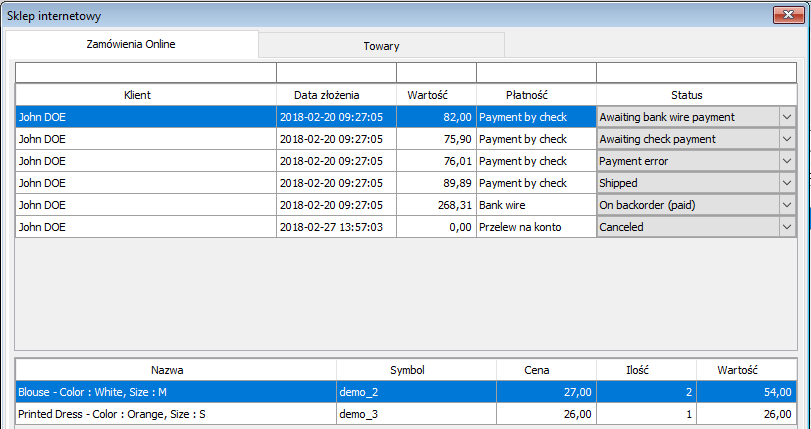 Sklep internetowy
Zamówienia Online Towary
Klient Data złożenia Wartość Płatność Status
John DOE 2018-02-20 09:27:05 82,00 Payment by check Awaiting bank wire payment
John DOE 2018-02-20 09:27:05 75,90 Payment by check Awaiting check payment
John DOE 2018-02-20 09:27:05 76,01 Payment by check Payment error
John DOE 2018-02-20 09:27:05 89,89 Payment by check Shipped
John DOE 2018-02-20 09:27:05 268,31 Bank wire On backorder (paid)
John DOE 2018-02-27 13:57:03 0,00 Przelew na konto Canceled
Nazwa Symbol Cena Ilość Wartość
Blouse - Color : White, Size : M demo_2 27,00 2 54,00
Printed Dress - Color : Orange, Size : S demo_3 26,00 1 26,00